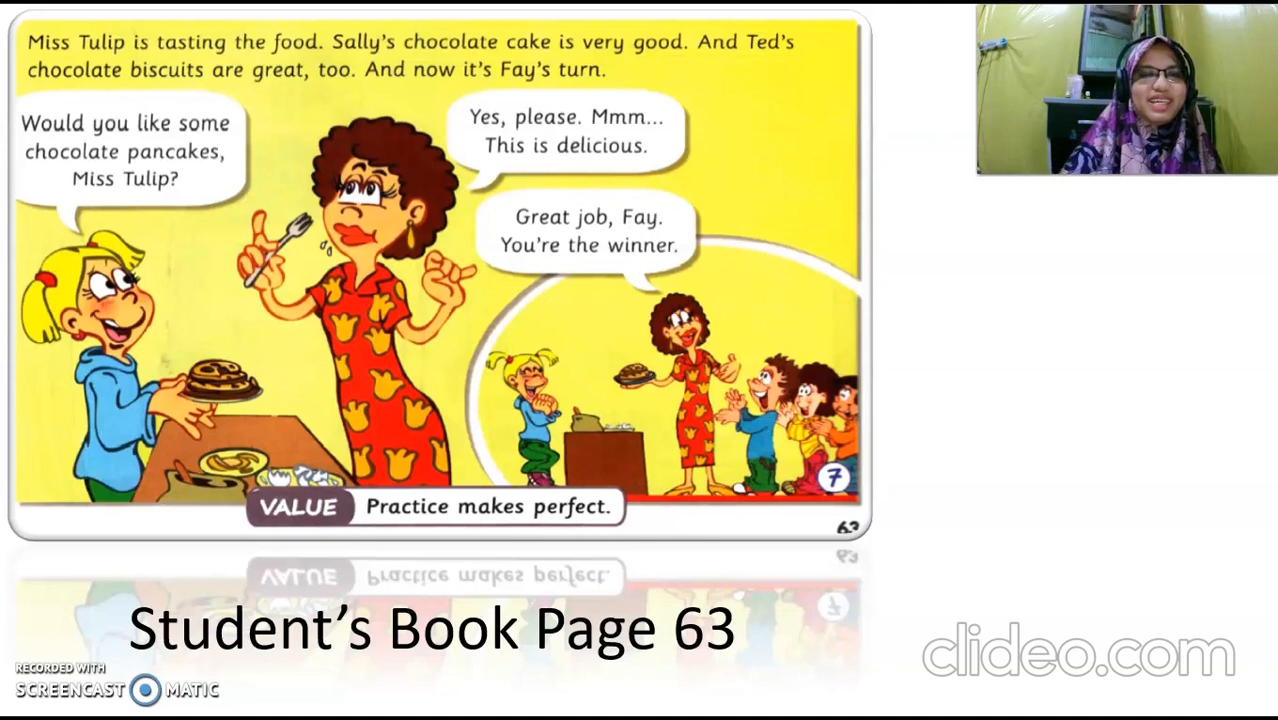 Miss Tulip is tasting the food. Sally's chocolate cake is very good. And Ted's
chocolate biscuits are great, too. And now it's Fay's turn.
Would you like some
chocolate pancakes,
Miss Tulip?
Yes, please. Mmm...
This is delicious.
Great job, Fay.
You're the winner.
7
VALUE Practice makes perfect.
63
Student's Book Page 63
RECORDED WITH
SCREENCAST MATIC
clideo.com